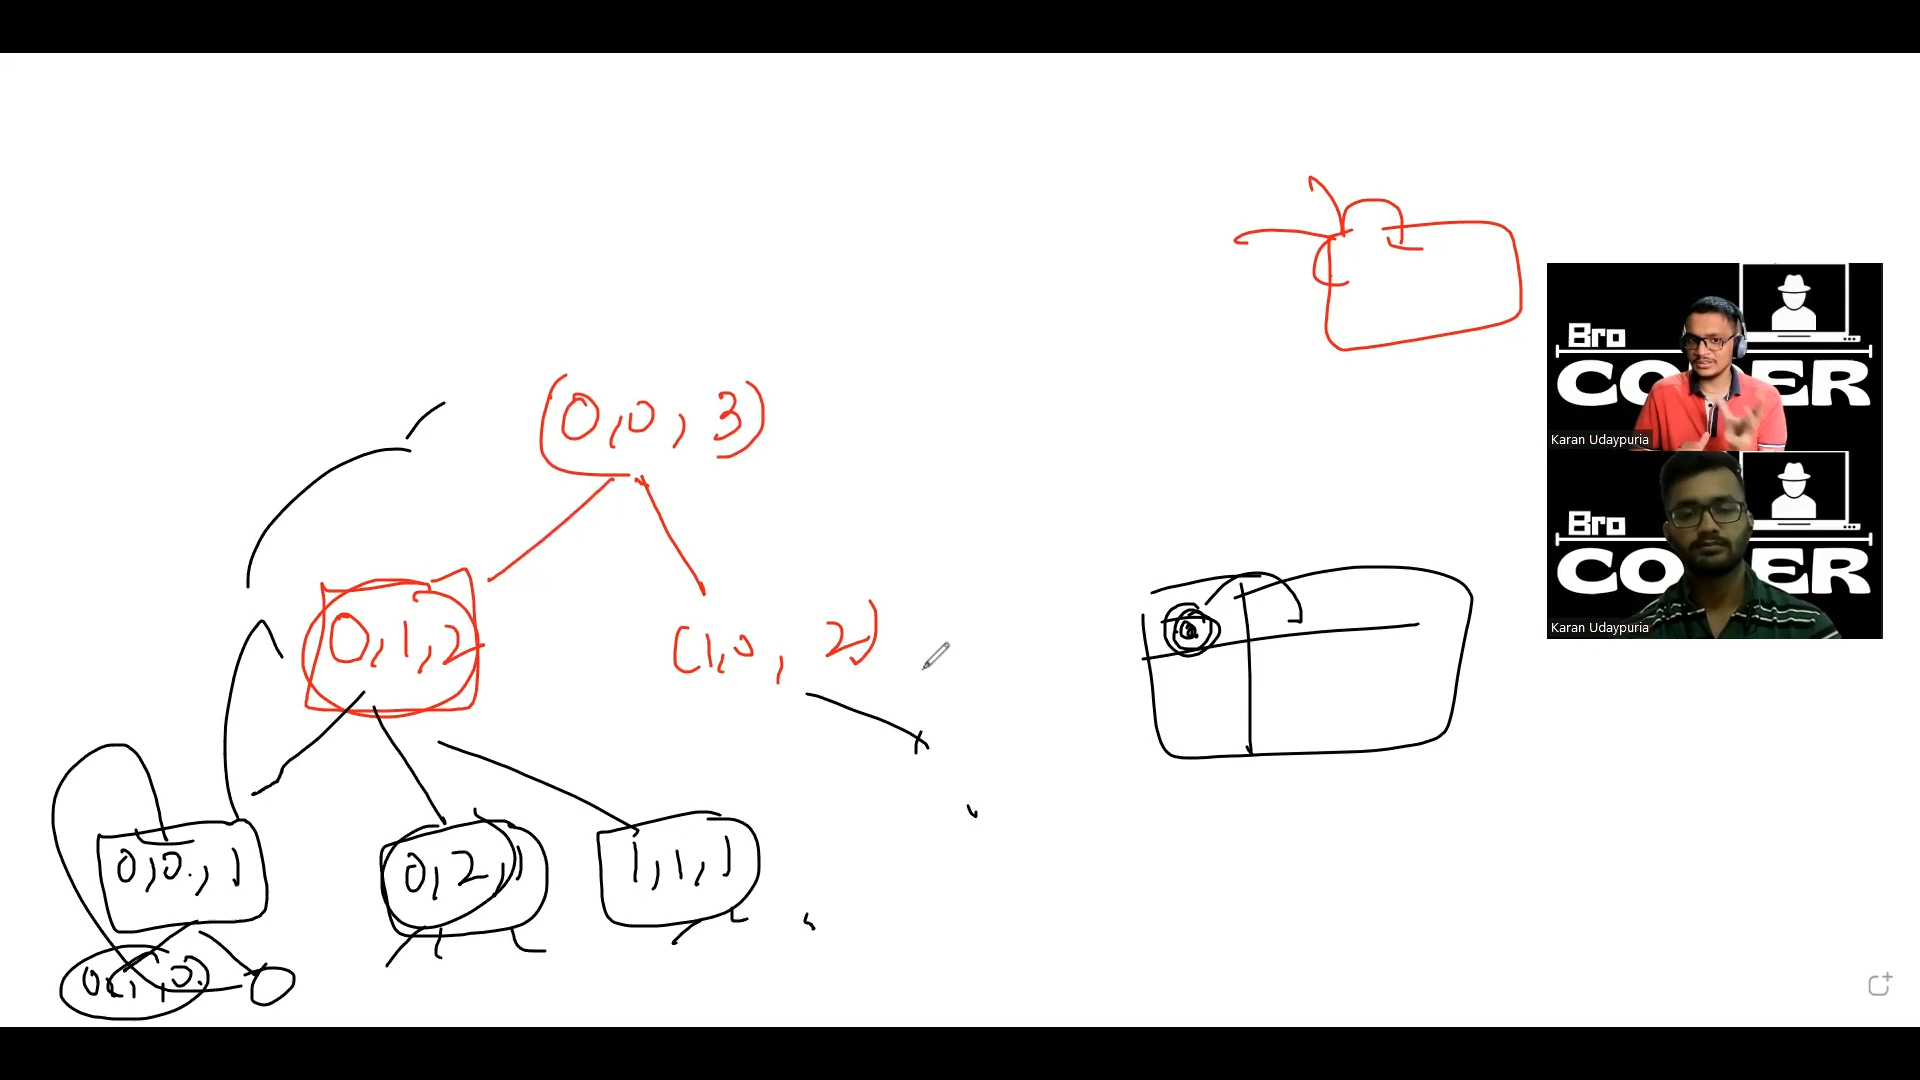 (0,0,3)
0,1,2
(1,0,2)
0,0,1
0,2,1
1,1,1
Bro
CODER
Karan Udaypuria
Bro
CODER
Karan Udaypuria